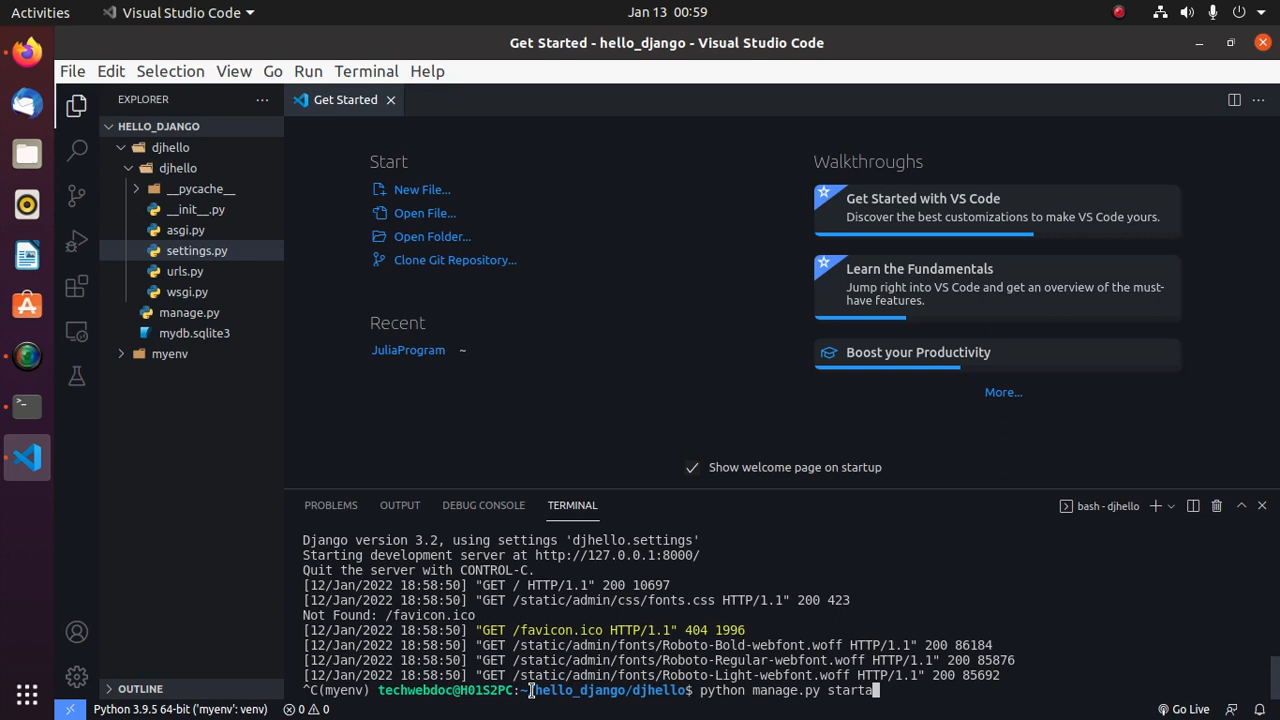 Activities
Visual Studio Code
Jan 13 00:59
Get Started - hello_django - Visual Studio Code
File Edit Selection View Go Run Terminal Help
EXPLORER
Get Started
HELLO_DJANGO
djhello
djhello
__pycache__
__init__.py
asgi.py
settings.py
urls.py
wsgi.py
manage.py
mydb.sqlite3
myenv
OUTLINE
Start
New File...
Open File...
Open Folder...
Clone Git Repository...
Recent
JuliaProgram ~
Walkthroughs
Get Started with VS Code
Discover the best customizations to make VS Code yours.
Learn the Fundamentals
Jump right into VS Code and get an overview of the must-
have features.
Boost your Productivity
More...
Show welcome page on startup
PROBLEMS OUTPUT DEBUG CONSOLE TERMINAL
bash - djhello
Django version 3.2, using settings 'djhello.settings'
Starting development server at http://127.0.0.1:8000/
Quit the server with CONTROL-C.
[12/Jan/2022 18:58:50] "GET / HTTP/1.1" 200 10697
[12/Jan/2022 18:58:50] "GET /static/admin/css/fonts.css HTTP/1.1" 200 423
Not Found: /favicon.ico
[12/Jan/2022 18:58:50] "GET /favicon.ico HTTP/1.1" 404 1996
[12/Jan/2022 18:58:50] "GET /static/admin/fonts/Roboto-Bold-webfont.woff HTTP/1.1" 200 86184
[12/Jan/2022 18:58:50] "GET /static/admin/fonts/Roboto-Regular-webfont.woff HTTP/1.1" 200 85876
[12/Jan/2022 18:58:50] "GET /static/admin/fonts/Roboto-Light-webfont.woff HTTP/1.1" 200 85692
^C(myenv) techwebdoc@H01S2PC:~/hello_django/djhello$ python manage.py starta
Python 3.9.5 64-bit ('myenv': venv) 0 0
Go Live